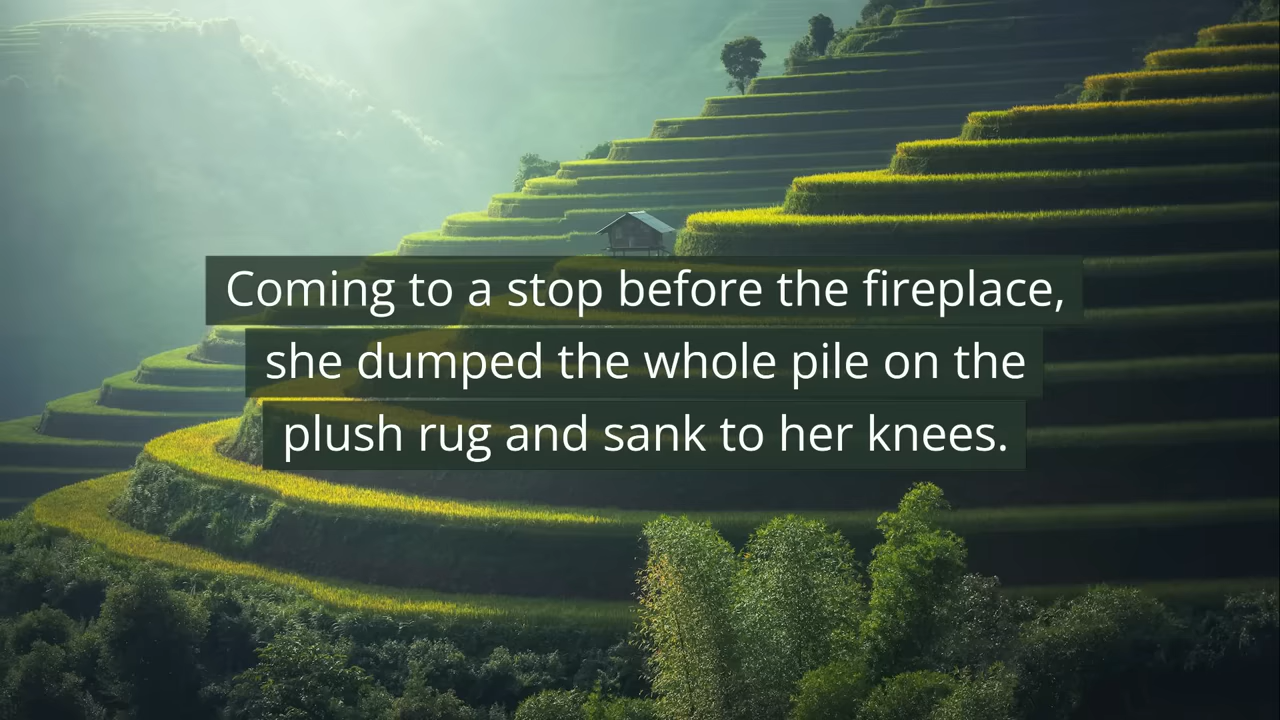 Coming to a stop before the fireplace,
she dumped the whole pile on the
plush rug and sank to her knees.